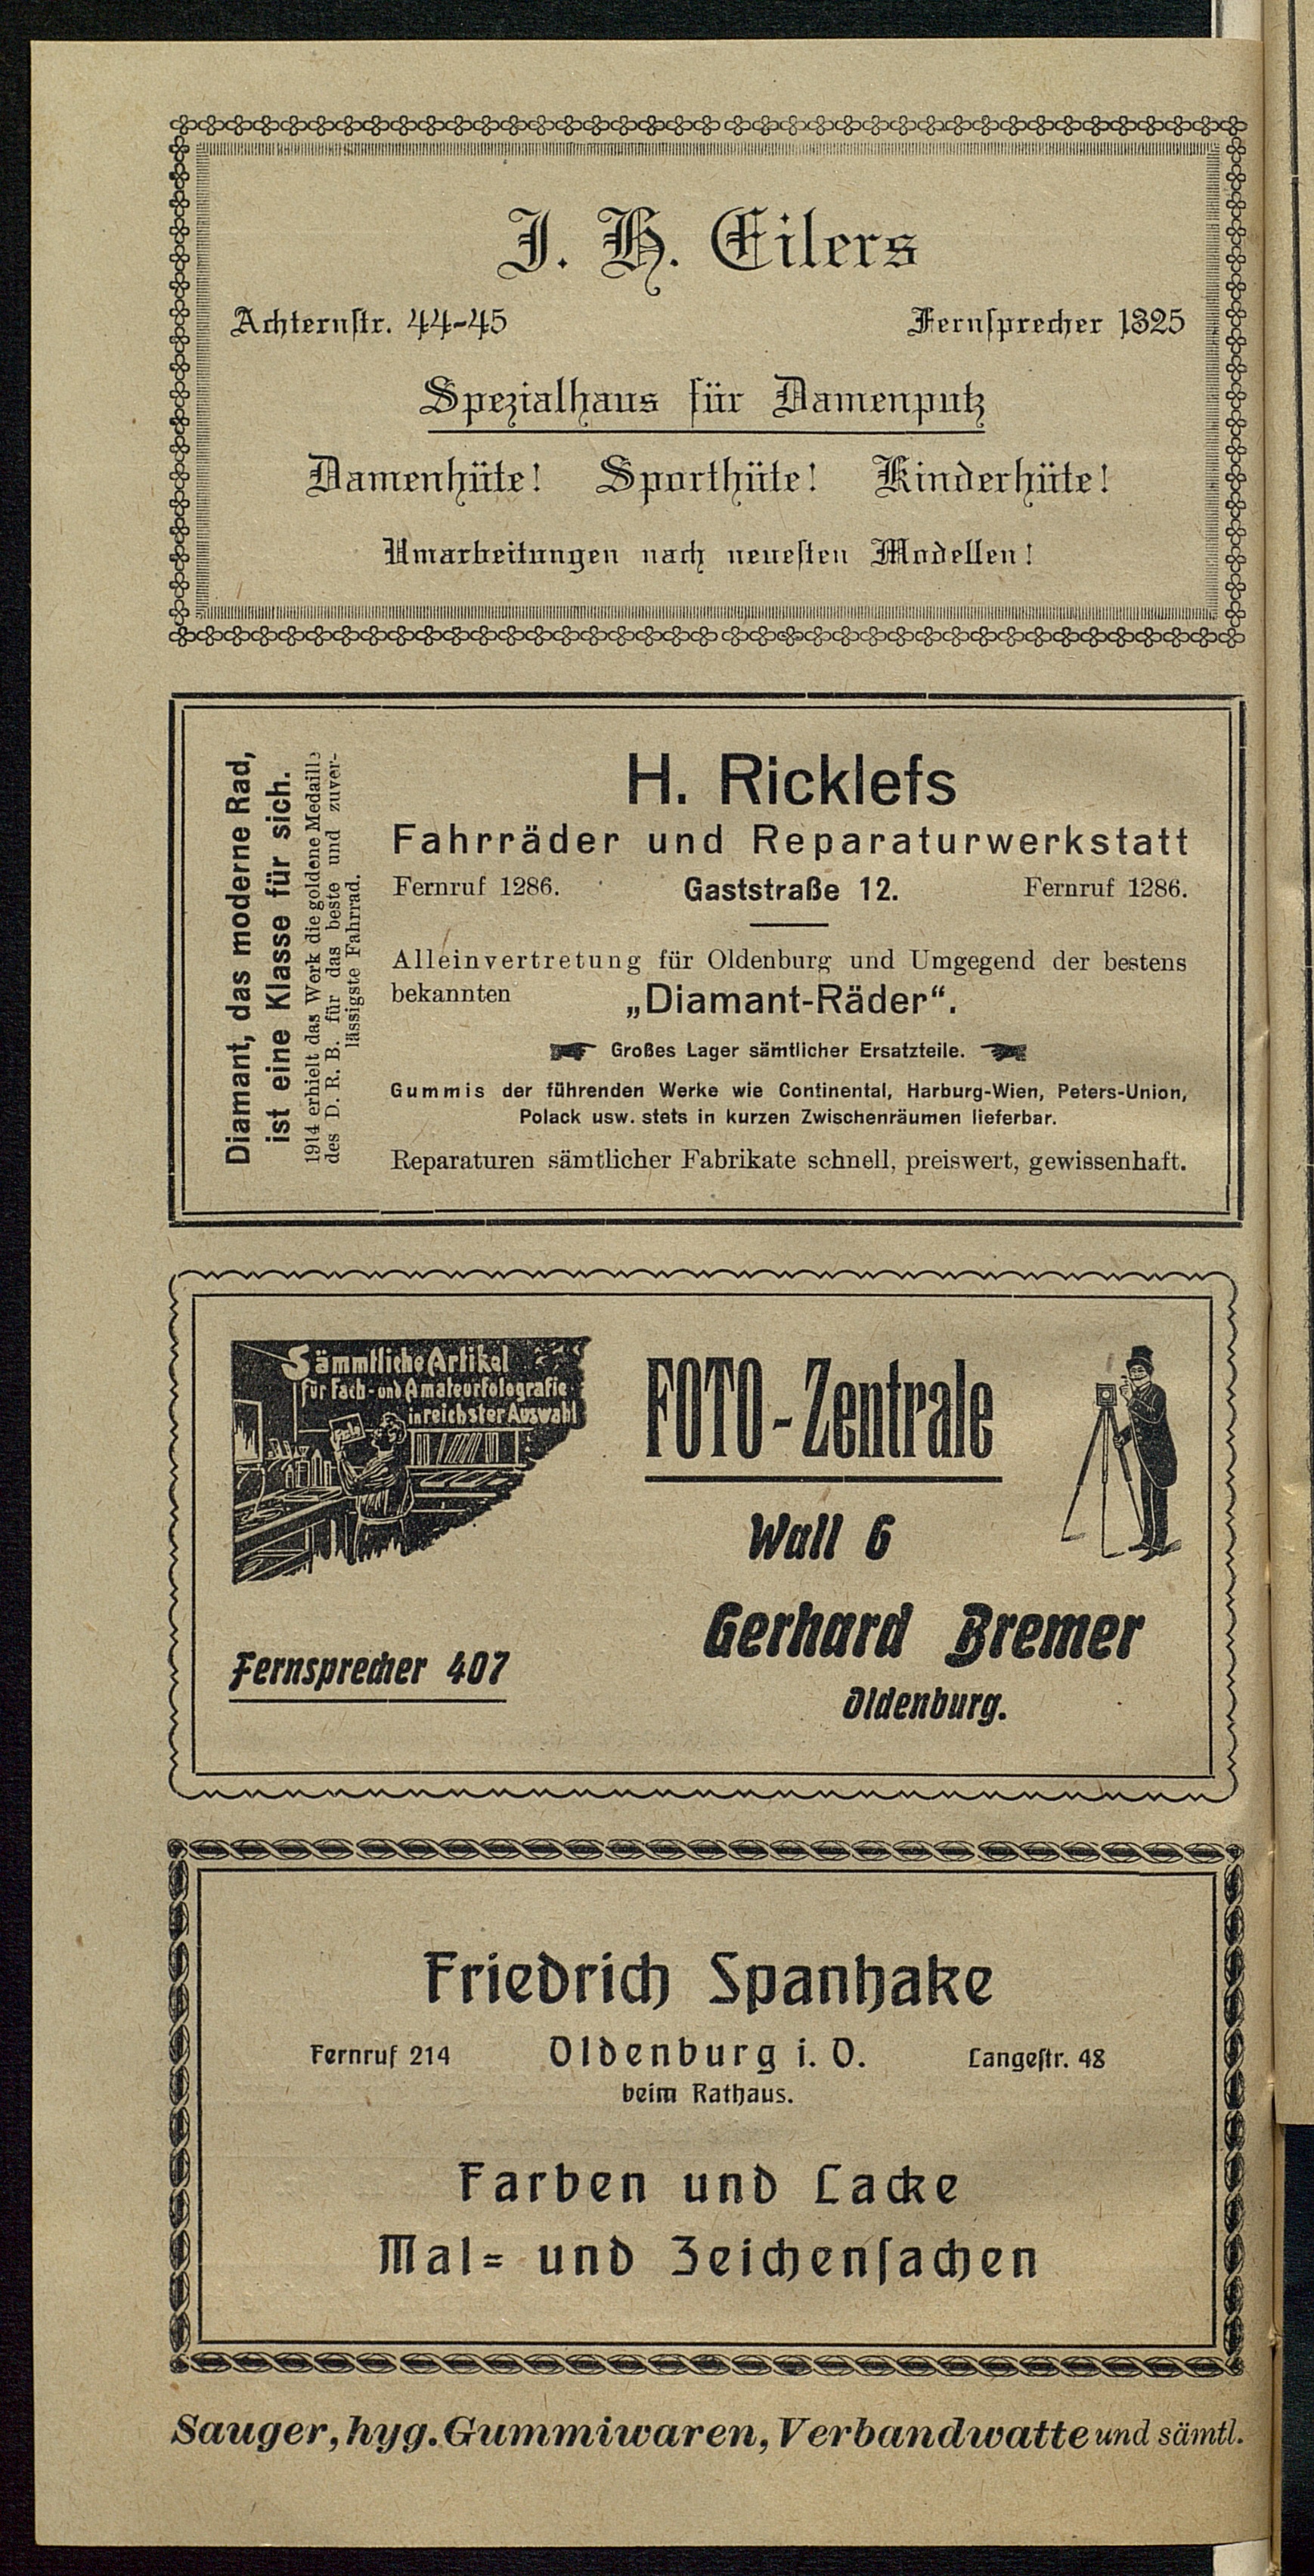 J. H. Eilers
Achternstr. 44-45 Fernsprecher 1325
Spezialhaus für Damenputz
Damenhüte! Sporthüte! Kinderhüte!
Umarbeitungen nach neuesten Modellen!
Diamant, das moderne Rad,
ist eine Klasse für sich.
1914 erhielt das Werk die goldene Medaille
des D. R. B. für das beste und zuver-
lässigste Fahrrad.
H. Ricklefs
Fahrräder und Reparaturwerkstatt
Fernruf 1286. Gaststraße 12. Fernruf 1286.
Alleinvertretung für Oldenburg und Umgegend der bestens
bekannten „Diamant-Räder“.
Großes Lager sämtlicher Ersatzteile.
Gummis der führenden Werke wie Continental, Harburg-Wien, Peters-Union,
Polack usw. stets in kurzen Zwischenräumen lieferbar.
Reparaturen sämtlicher Fabrikate schnell, preiswert, gewissenhaft.
Sämmtliche Artikel
für Fach- und Amateurfotografie
in reichster Auswahl
FOTO-Zentrale
Wall 6
Gerhard Bremer
Fernsprecher 407
Oldenburg.
Friedrich Spanhake
Fernruf 214 Oldenburg i. O. Langestr. 48
beim Rathaus.
Farben und Lacke
Mal= und Zeichensachen
Sauger, hyg. Gummiwaren, Verbandwatte und sämtl.